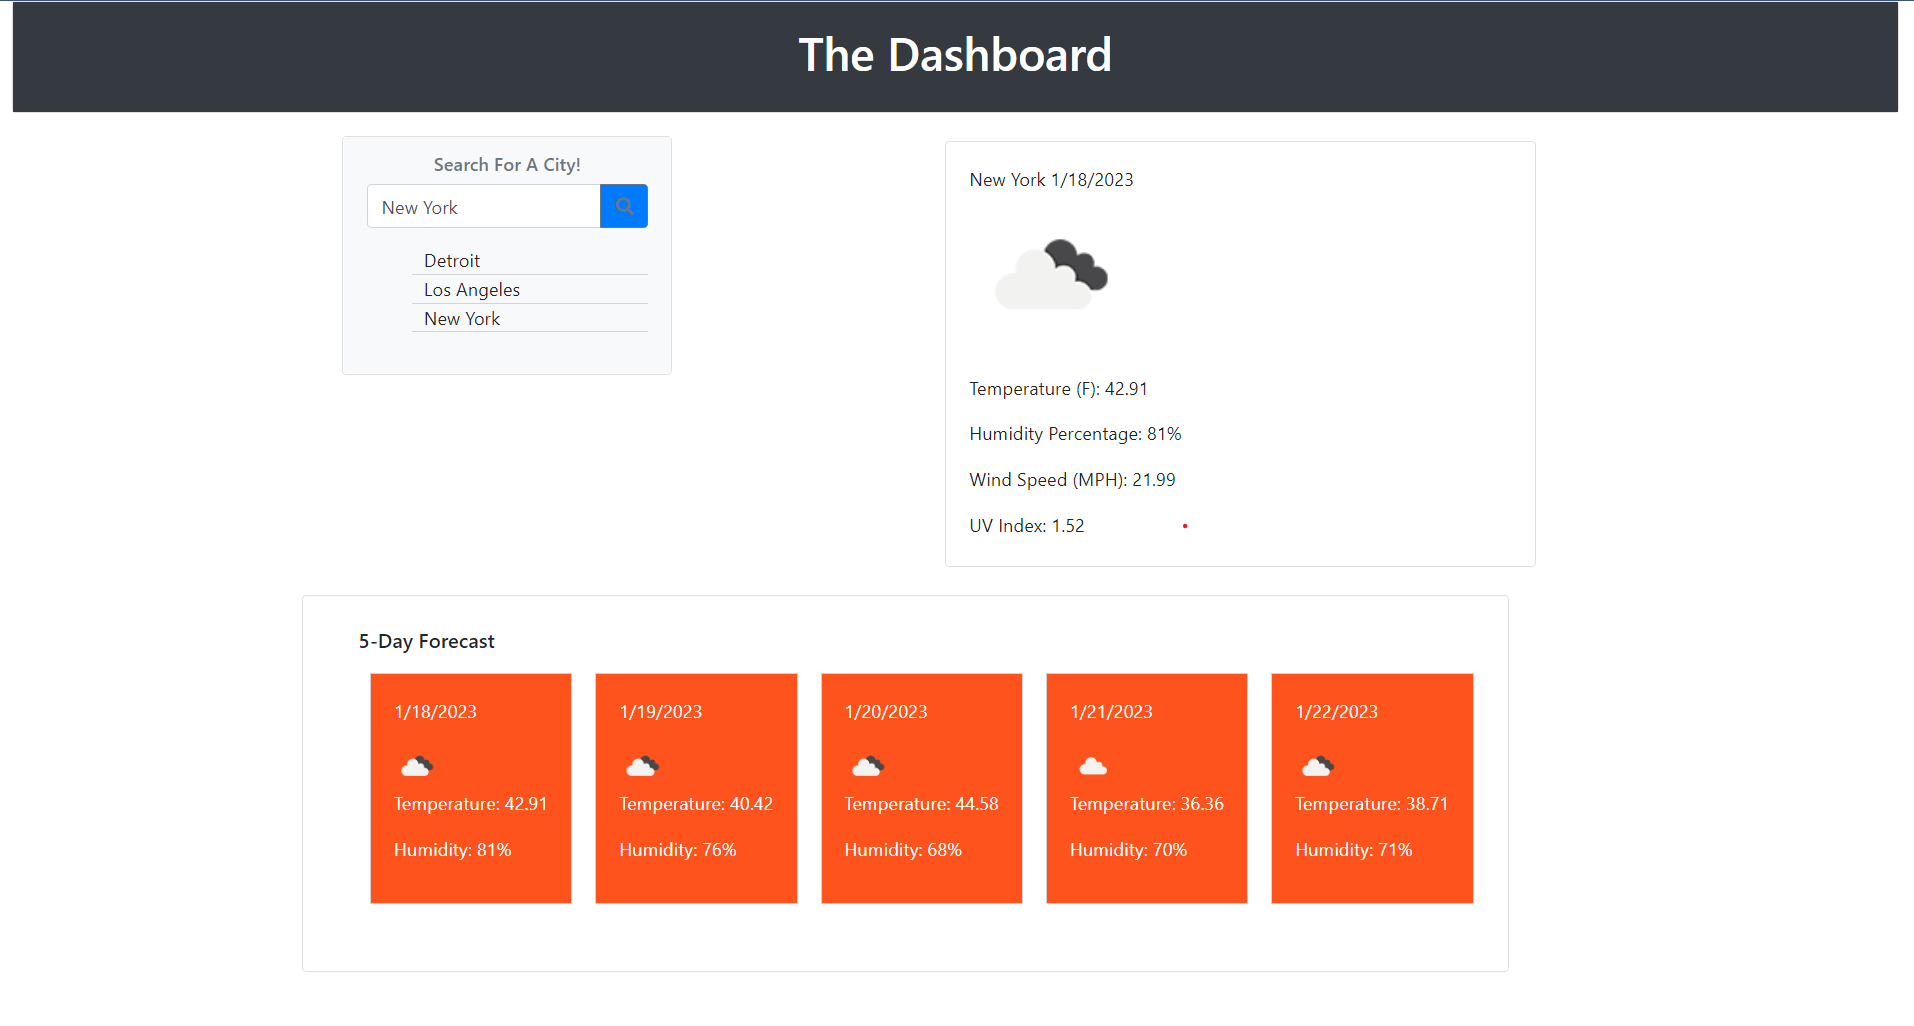 The Dashboard
Search For A City!
New York
Detroit
Los Angeles
New York
New York 1/18/2023
Temperature (F): 42.91
Humidity Percentage: 81%
Wind Speed (MPH): 21.99
UV Index: 1.52
5-Day Forecast
1/18/2023
Temperature: 42.91
Humidity: 81%
1/19/2023
Temperature: 40.42
Humidity: 76%
1/20/2023
Temperature: 44.58
Humidity: 68%
1/21/2023
Temperature: 36.36
Humidity: 70%
1/22/2023
Temperature: 38.71
Humidity: 71%